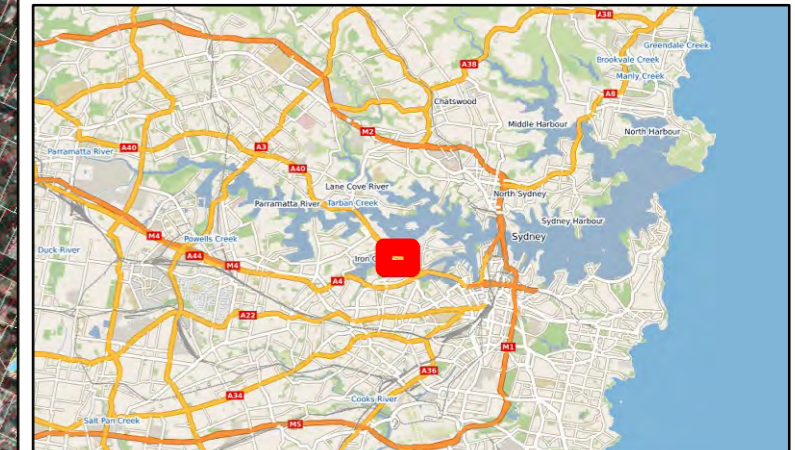 A38
Greendale Creek
Brookvale Creek
A38
Manly Creek
A8
Chatswood
Middle Harbour
North Harbour
M2
A40
A3
Parramatta River
A40
Lane Cove River
North Sydney
Parramatta River
Tarban Creek
Sydney Harbour
M4
Powells Creek
Sydney
Duck River
A44
Iron
M4
A4
A22
M1
A36
A34
Cooks River
Salt Pan Creek
M5